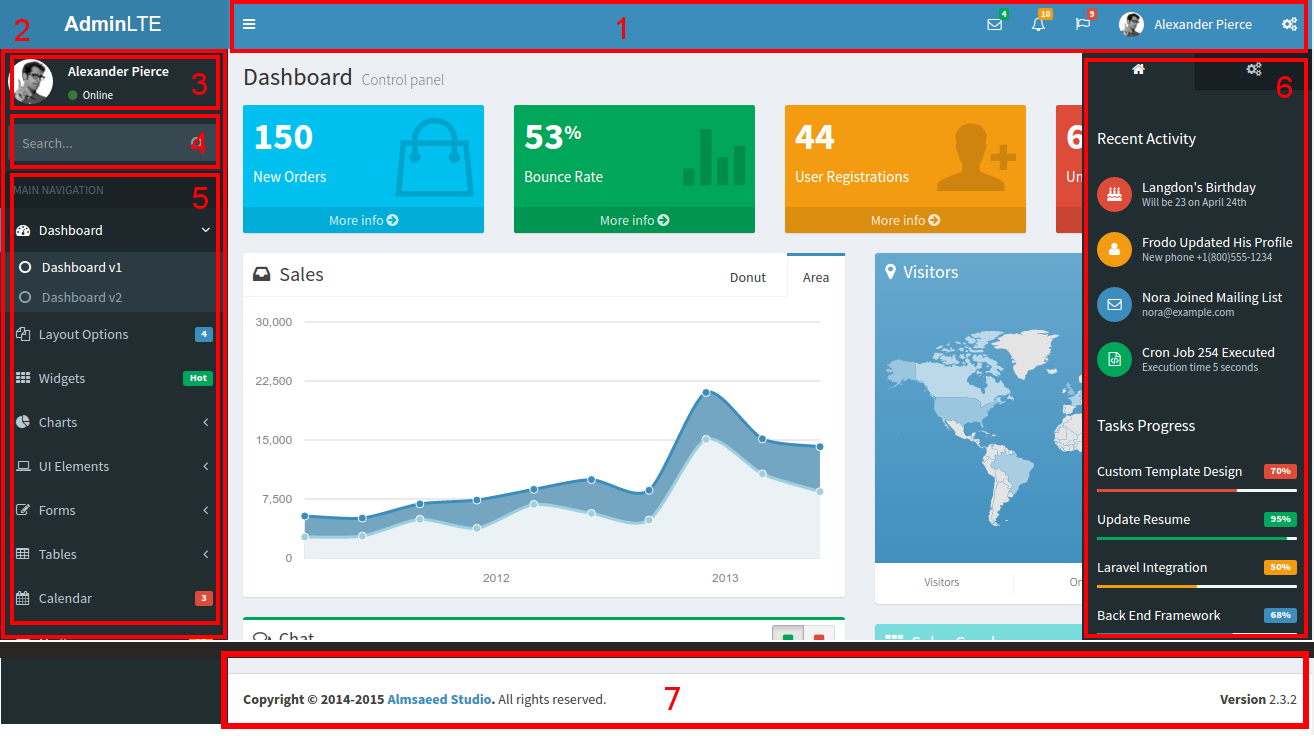 2 AdminLTE
1
4 10 9 Alexander Pierce
Alexander Pierce
Online
3
Search...
4
MAIN NAVIGATION
5
Dashboard
Dashboard v1
Dashboard v2
Layout Options 4
Widgets Hot
Charts
UI Elements
Forms
Tables
Calendar 3
Dashboard Control panel
150
New Orders
More info
53%
Bounce Rate
More info
44
User Registrations
More info
6
Un
Sales
Donut Area
30,000
22,500
15,000
7,500
0
2012 2013
Visitors
Visitors On
Chat
6
Recent Activity
Langdon's Birthday
Will be 23 on April 24th
Frodo Updated His Profile
New phone +1(800)555-1234
Nora Joined Mailing List
nora@example.com
Cron Job 254 Executed
Execution time 5 seconds
Tasks Progress
Custom Template Design 70%
Update Resume 95%
Laravel Integration 50%
Back End Framework 68%
Copyright © 2014-2015 Almsaeed Studio. All rights reserved.
7
Version 2.3.2